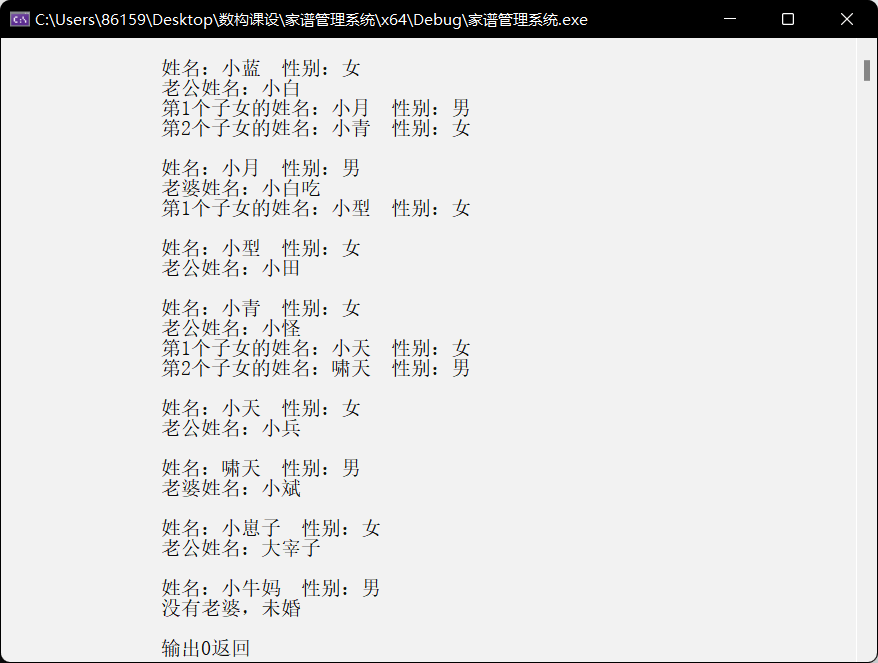 C:\Users\86159\Desktop\数构课设\家谱管理系统\x64\Debug\家谱管理系统.exe
姓名：小蓝  性别：女
老公姓名：小白
第1个子女的姓名：小月  性别：男
第2个子女的姓名：小青  性别：女
姓名：小月  性别：男
老婆姓名：小白吃
第1个子女的姓名：小型  性别：女
姓名：小型  性别：女
老公姓名：小田
姓名：小青  性别：女
老公姓名：小怪
第1个子女的姓名：小天  性别：女
第2个子女的姓名：啸天  性别：男
姓名：小天  性别：女
老公姓名：小兵
姓名：啸天  性别：男
老婆姓名：小斌
姓名：小崽子  性别：女
老公姓名：大宰子
姓名：小牛妈  性别：男
没有老婆，未婚
输出0返回